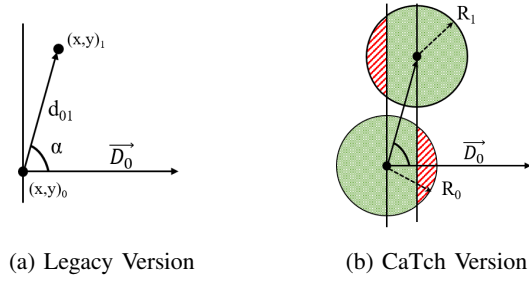 (x,y)₁
d₀₁
α
D₀
(x,y)₀
(a) Legacy Version
R₁
D₀
R₀
(b) CaTch Version